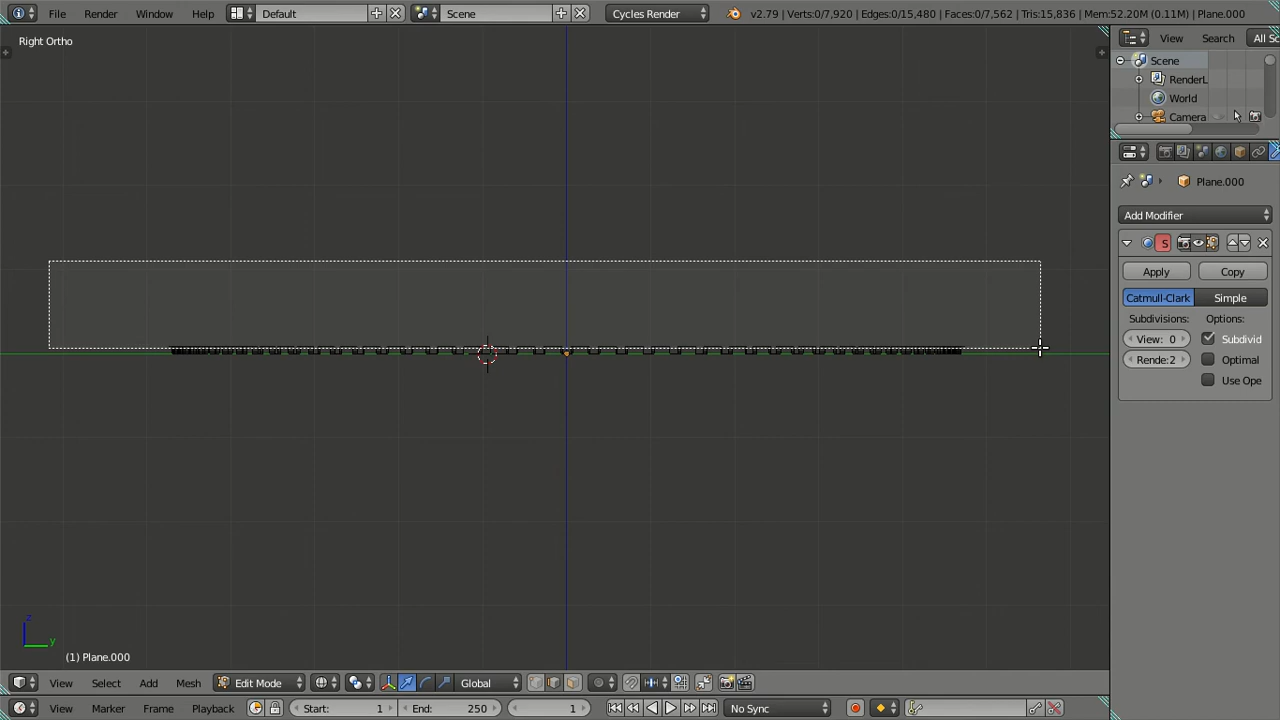 File Render Window Help Default Scene Cycles Render v2.79 | Verts:0/7,920 | Edges:0/15,480 | Faces:0/7,562 | Tris:15,836 | Mem:52.20M (0.11M) | Plane.000
Right Ortho
View Search All Sc
Scene
RenderL
World
Camera
Plane.000
Add Modifier
S
Apply Copy
Catmull-Clark Simple
Subdivisions: Options:
View: 0 Subdivid
Rende:2 Optimal
Use Ope
z
y
(1) Plane.000
View Select Add Mesh Edit Mode Global
View Marker Frame Playback Start: 1 End: 250 1 No Sync